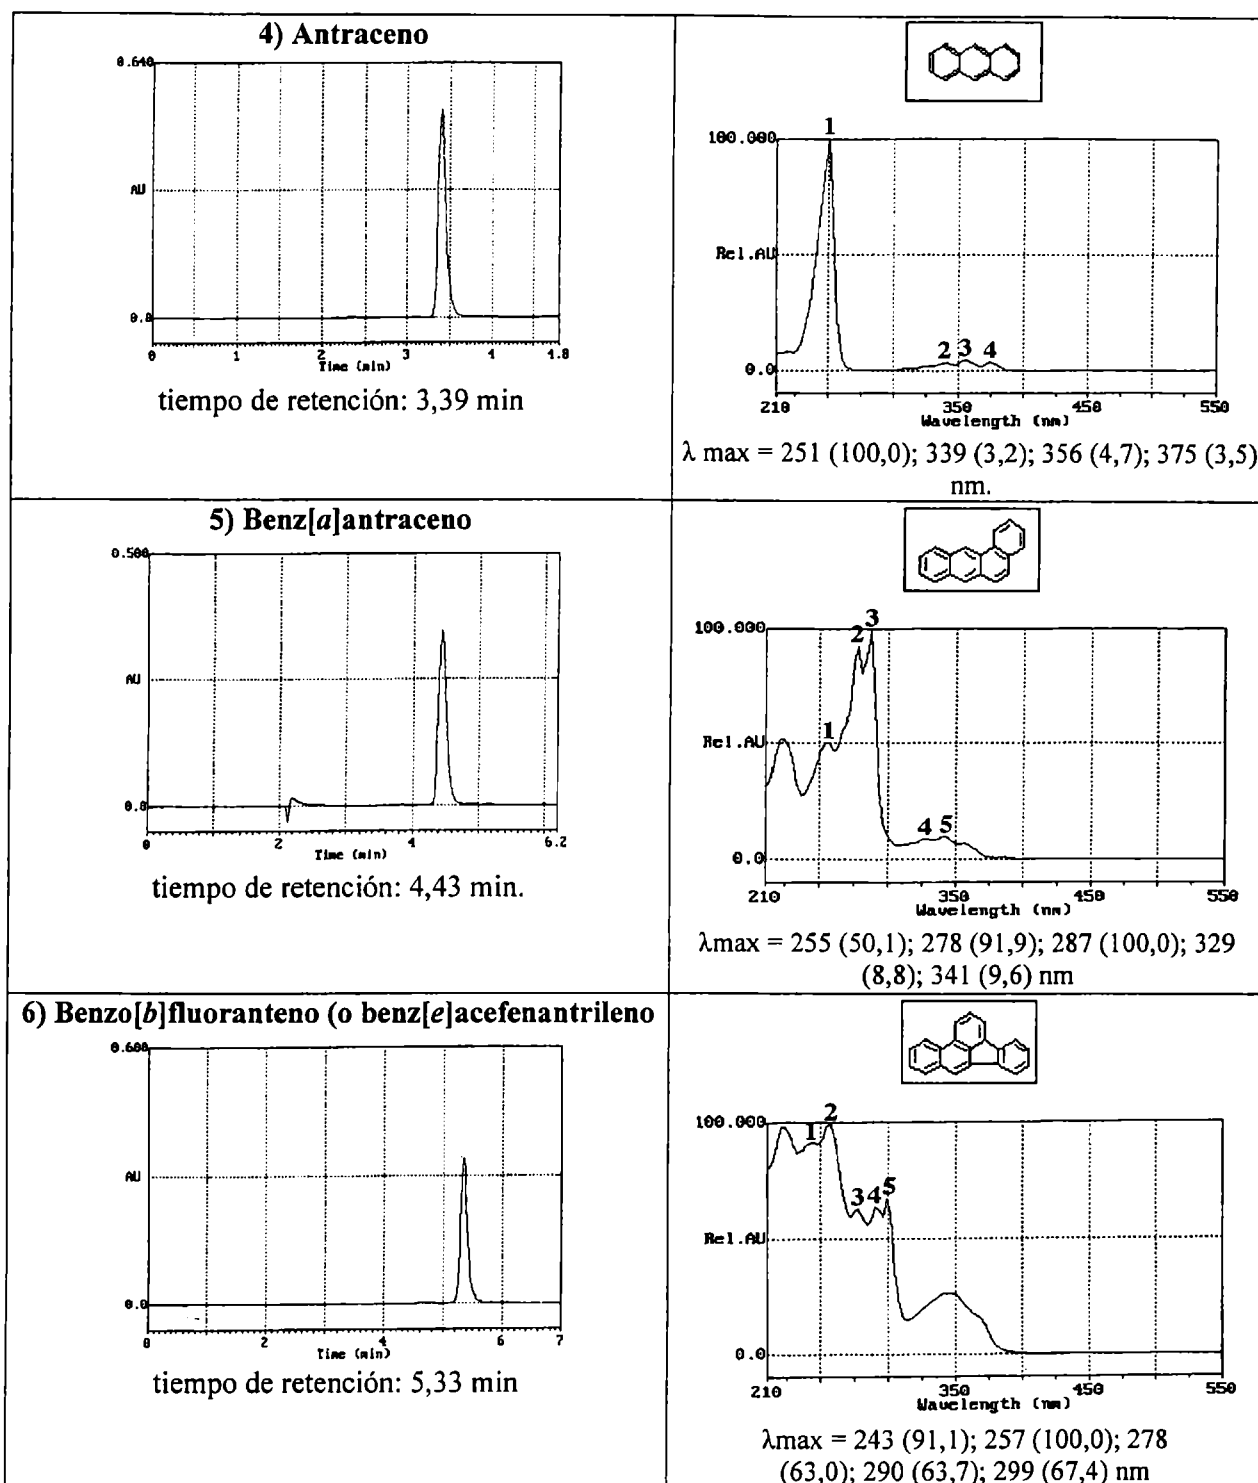 4) Antraceno
0.640
AU
0.0
0 1 2 3 4 4.8
Time (min)
tiempo de retención: 3,39 min
1
100.000
Rel.AU
2 3 4
0.0
210 350 450 550
Wavelength (nm)
λ max = 251 (100,0); 339 (3,2); 356 (4,7); 375 (3,5)
nm.
5) Benz[a]antraceno
0.500
AU
0.0
0 2 4 6.2
Time (min)
tiempo de retención: 4,43 min.
100.000
2 3
1
Rel.AU
4 5
0.0
210 350 450 550
Wavelength (nm)
λmax = 255 (50,1); 278 (91,9); 287 (100,0); 329
(8,8); 341 (9,6) nm
6) Benzo[b]fluoranteno (o benz[e]acefenantrileno
0.600
AU
0.0
0 2 4 6 7
Time (min)
tiempo de retención: 5,33 min
100.000
1 2
3 4 5
Rel.AU
0.0
210 350 450 550
Wavelength (nm)
λmax = 243 (91,1); 257 (100,0); 278
(63,0); 290 (63,7); 299 (67,4) nm